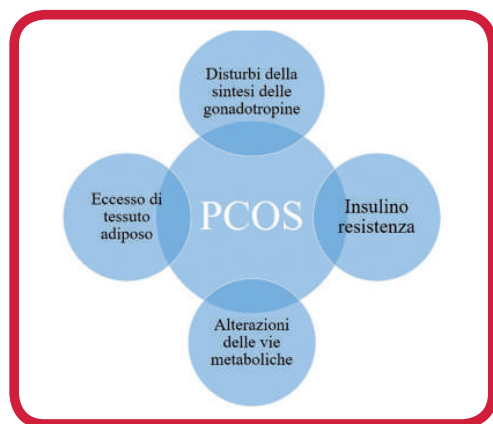 Disturbi della
sintesi delle
gonadotropine
Eccesso di
tessuto
adiposo
PCOS
Insulino
resistenza
Alterazioni
delle vie
metaboliche